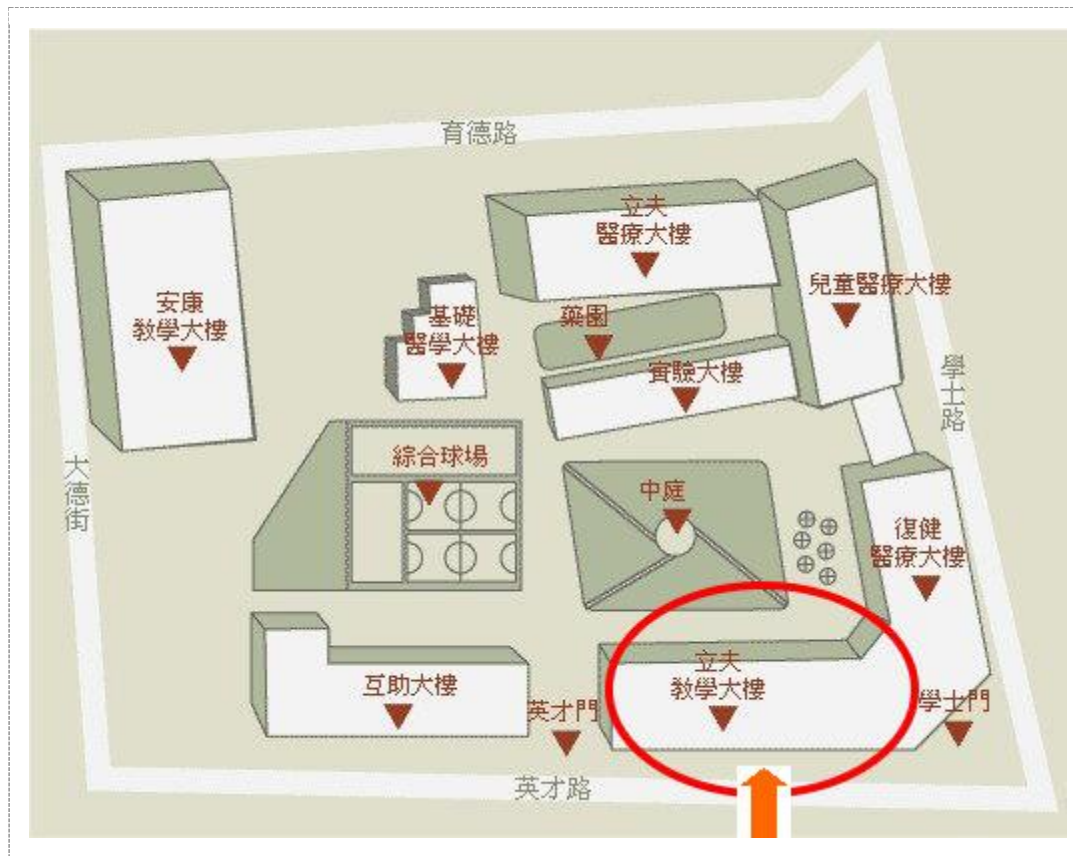 育德路
立夫
醫療大樓
兒童醫療大樓
安康
教學大樓
基礎
醫學大樓
藥園
實驗大樓
學士路
大德街
綜合球場
中庭
復健
醫療大樓
立夫
教學大樓
互助大樓
英才門
學士門
英才路